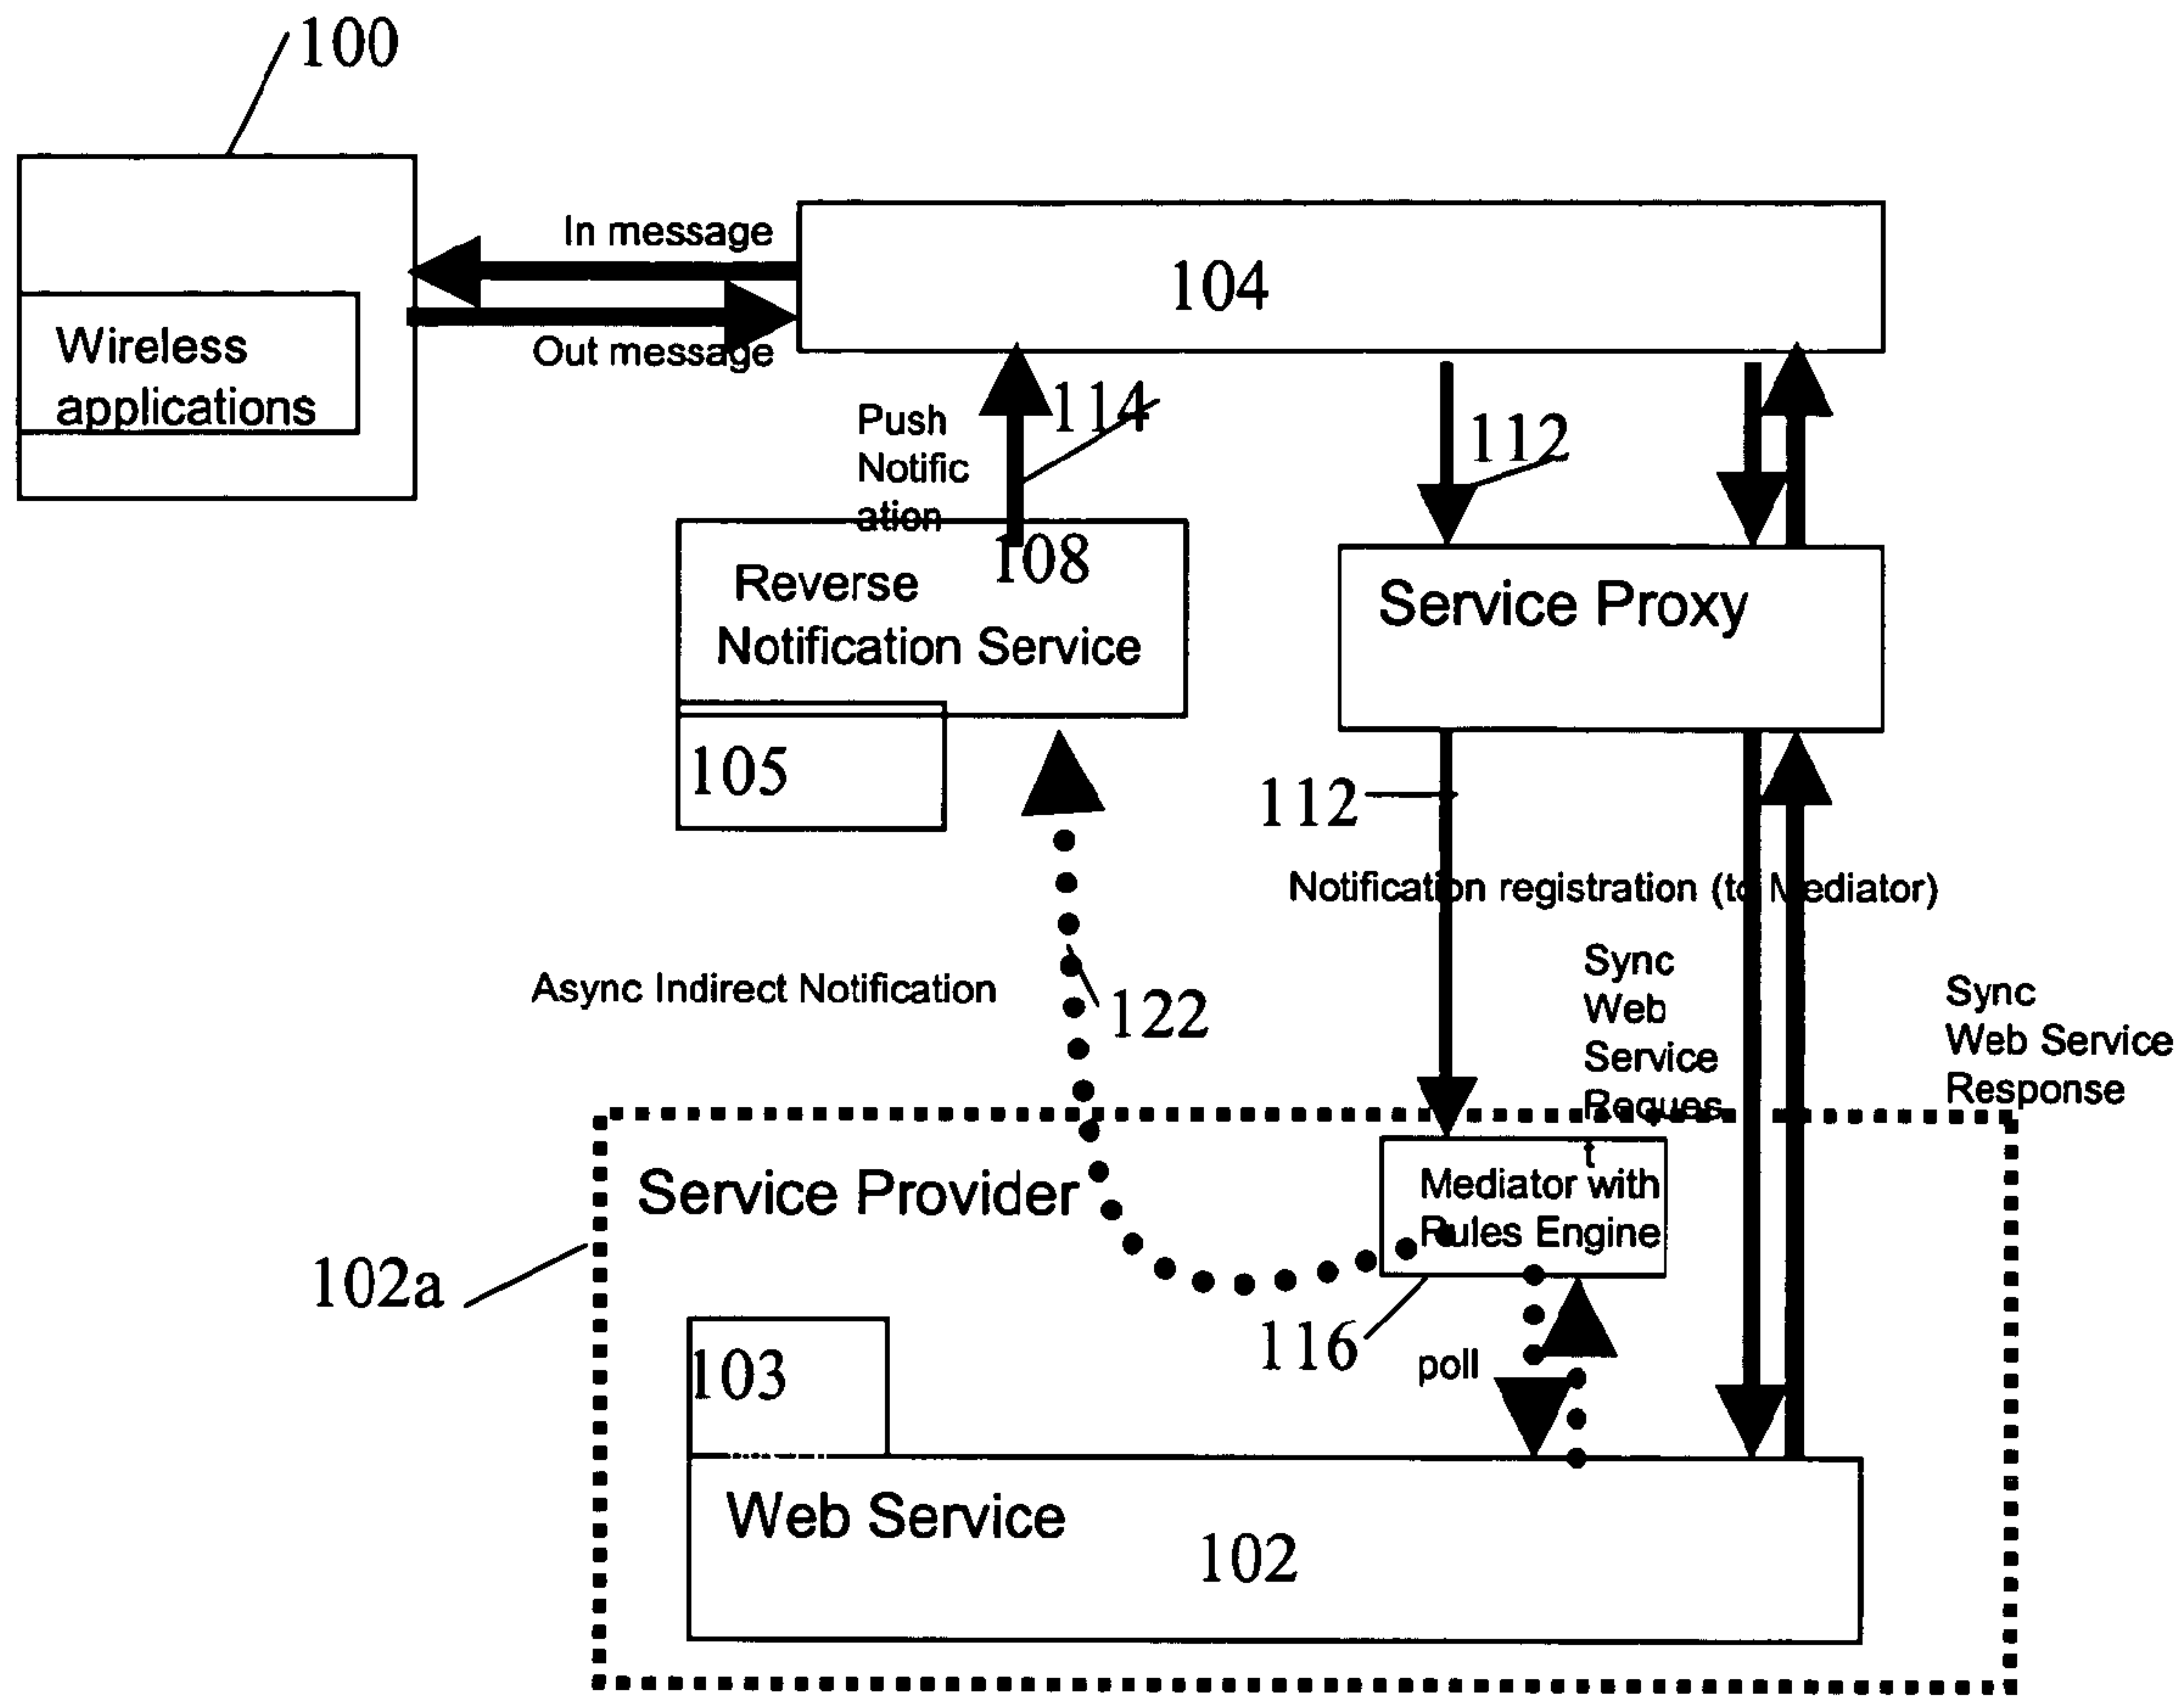 100
In message
104
Wireless
applications
Out message
114
Push
Notific
ation
112
108
Reverse
Notification Service
Service Proxy
105
112
Notification registration (to Mediator)
Sync
Web
Service
Reques
t
Async Indirect Notification
122
Sync
Web Service
Response
Service Provider
Mediator with
Rules Engine
102a
116
poll
103
Web Service
102